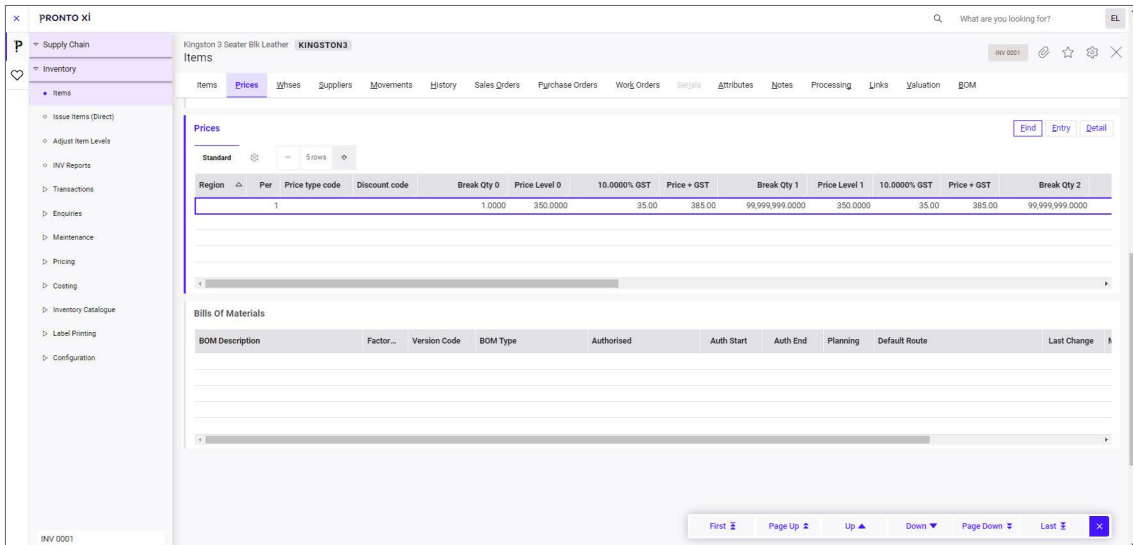 PRONTO Xi
What are you looking for?
EL
Supply Chain
Inventory
Items
Issue Items (Direct)
Adjust Item Levels
INV Reports
Transactions
Enquiries
Maintenance
Pricing
Costing
Inventory Catalogue
Label Printing
Configuration
INV 0001
Kingston 3 Seater Blk Leather KINGSTON3
Items
INV 0001
Items Prices Whses Suppliers Movements History Sales Orders Purchase Orders Work Orders Serials Attributes Notes Processing Links Valuation BOM
Prices
Find Entry Detail
Standard 5 rows
Region Per Price type code Discount code Break Qty 0 Price Level 0 10.0000% GST Price + GST Break Qty 1 Price Level 1 10.0000% GST Price + GST Break Qty 2
1 1.0000 350.0000 35.00 385.00 99,999,999.0000 350.0000 35.00 385.00 99,999,999.0000
Bills Of Materials
BOM Description Factor... Version Code BOM Type Authorised Auth Start Auth End Planning Default Route Last Change
First Page Up Up Down Page Down Last